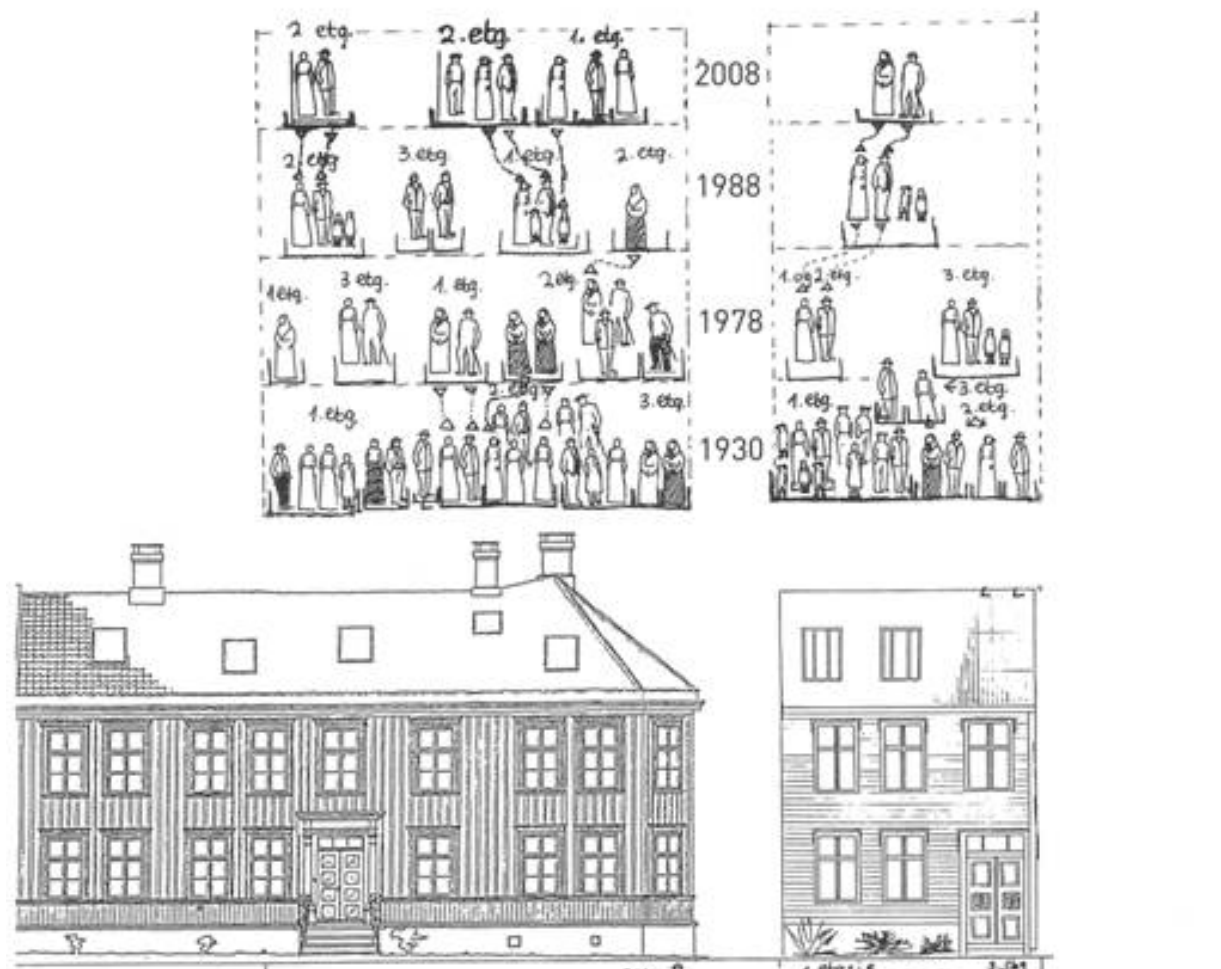 2 etg. 2. etg. 1. etg.
2008
2. etg 3. etg 1. etg. 2. etg.
1988
1 etg. 3 etg. 1. etg. 2 etg.
1978
1. og 2. etg. 3. etg.
1. etg. 2. etg 3. etg.
1930
1. etg. 3. etg.
2. etg.